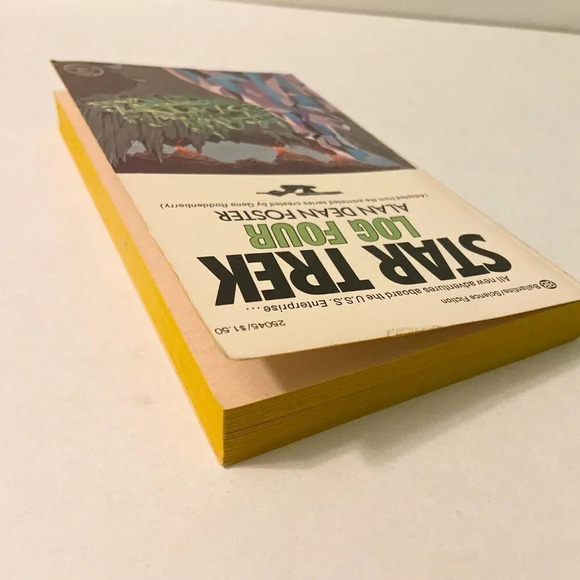 Ballantine/Science Fiction
25045/$1.50
All new adventures aboard the U.S.S. Enterprise...
STAR TREK
LOG FOUR
ALAN DEAN FOSTER
(Adapted from the animated series created by Gene Roddenberry)